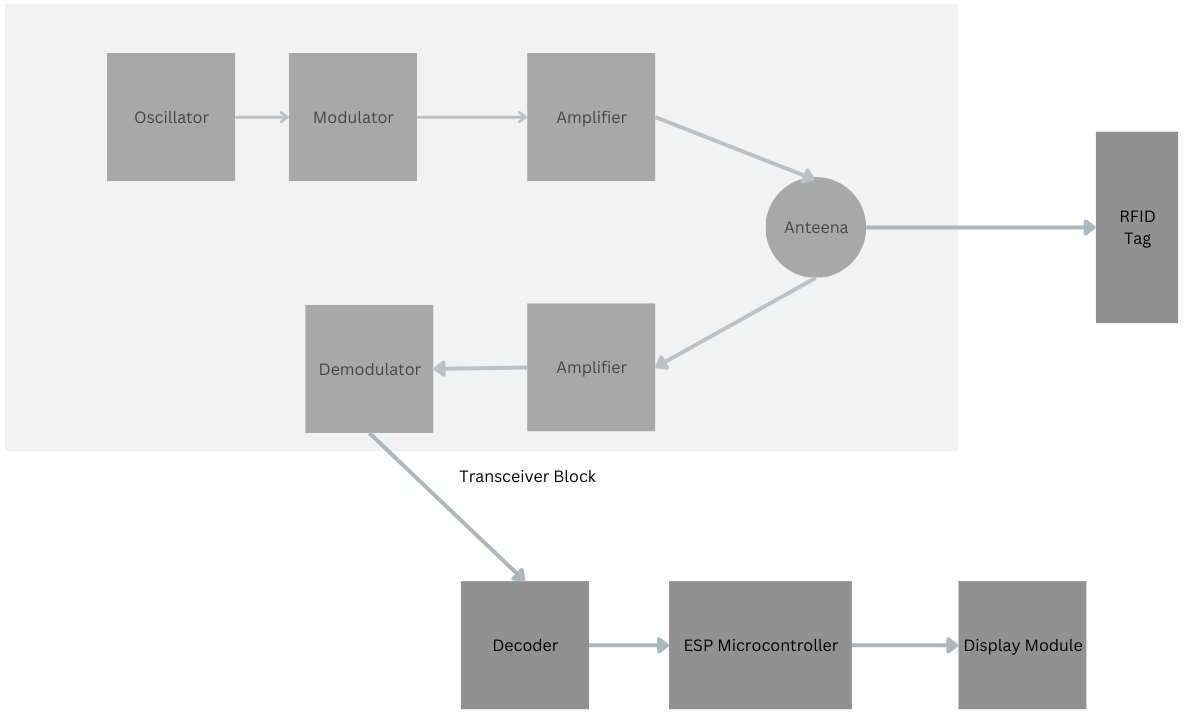 Oscillator
Modulator
Amplifier
Anteena
RFID
Tag
Demodulator
Amplifier
Transceiver Block
Decoder
ESP Microcontroller
Display Module